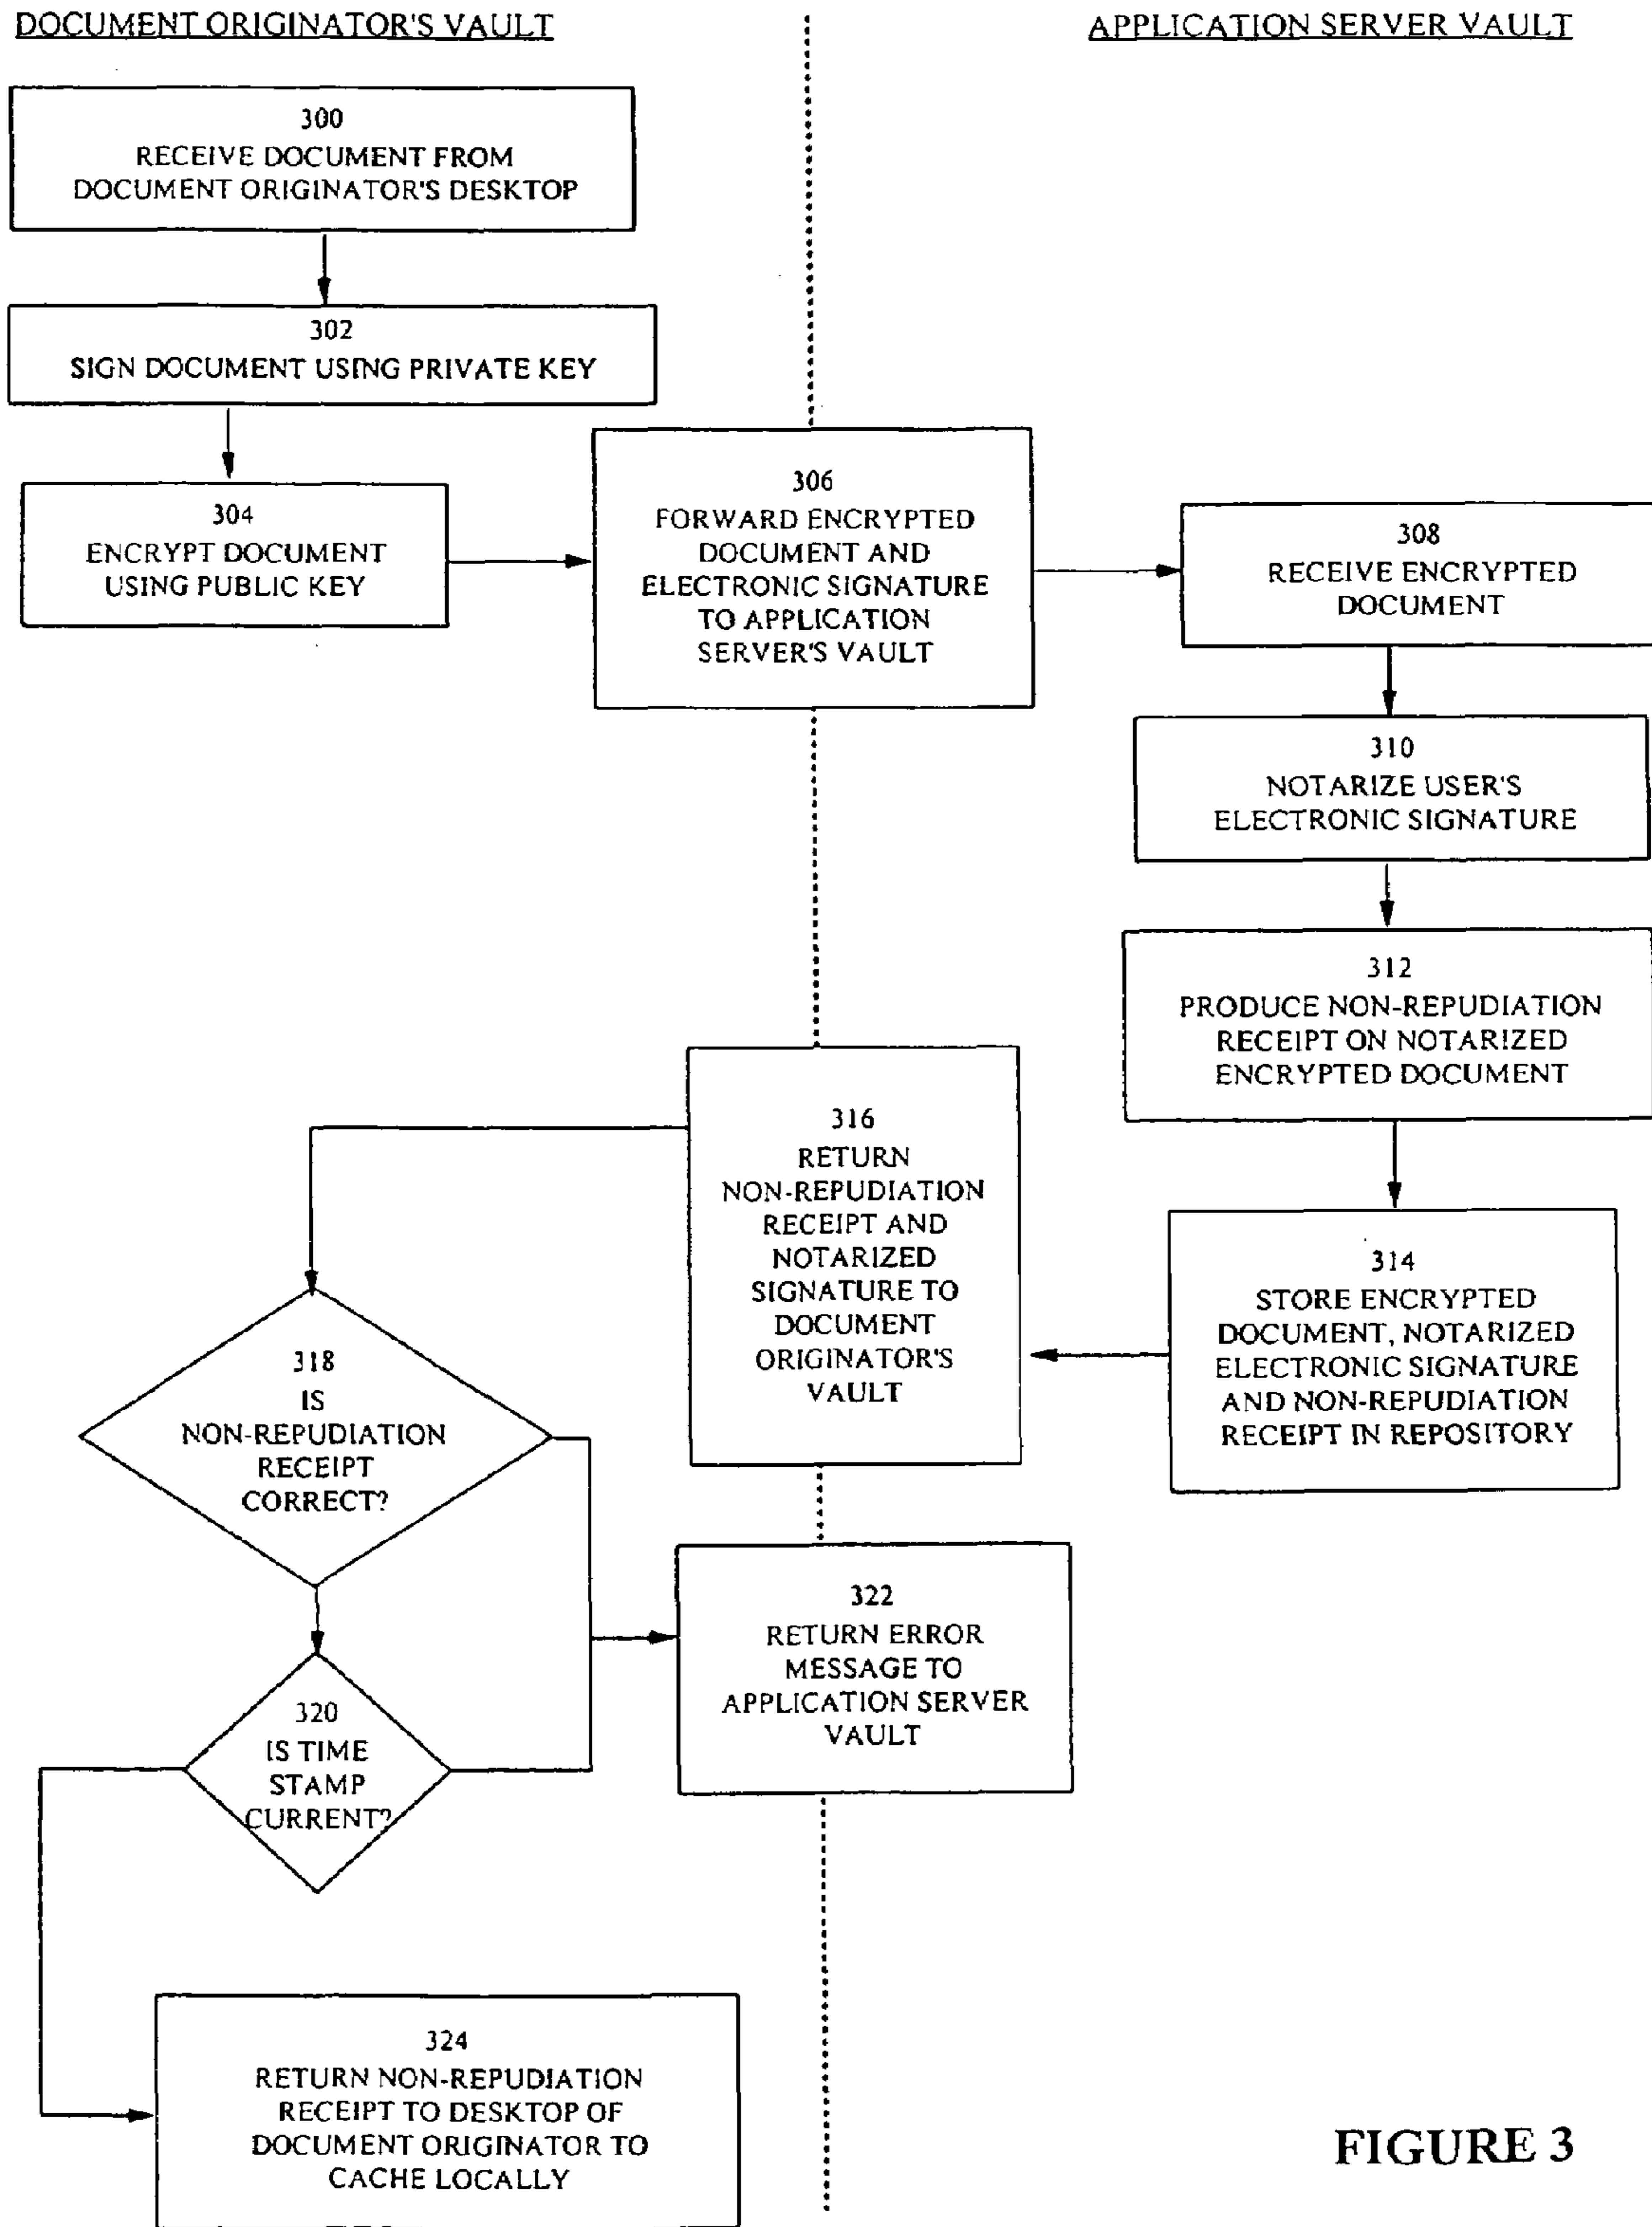 DOCUMENT ORIGINATOR'S VAULT
APPLICATION SERVER VAULT
300
RECEIVE DOCUMENT FROM
DOCUMENT ORIGINATOR'S DESKTOP
302
SIGN DOCUMENT USING PRIVATE KEY
304
ENCRYPT DOCUMENT
USING PUBLIC KEY
306
FORWARD ENCRYPTED
DOCUMENT AND
ELECTRONIC SIGNATURE
TO APPLICATION
SERVER'S VAULT
308
RECEIVE ENCRYPTED
DOCUMENT
310
NOTARIZE USER'S
ELECTRONIC SIGNATURE
312
PRODUCE NON-REPUDIATION
RECEIPT ON NOTARIZED
ENCRYPTED DOCUMENT
314
STORE ENCRYPTED
DOCUMENT, NOTARIZED
ELECTRONIC SIGNATURE
AND NON-REPUDIATION
RECEIPT IN REPOSITORY
316
RETURN
NON-REPUDIATION
RECEIPT AND
NOTARIZED
SIGNATURE TO
DOCUMENT
ORIGINATOR'S
VAULT
318
IS
NON-REPUDIATION
RECEIPT
CORRECT?
320
IS TIME
STAMP
CURRENT?
322
RETURN ERROR
MESSAGE TO
APPLICATION SERVER
VAULT
324
RETURN NON-REPUDIATION
RECEIPT TO DESKTOP OF
DOCUMENT ORIGINATOR TO
CACHE LOCALLY
FIGURE 3